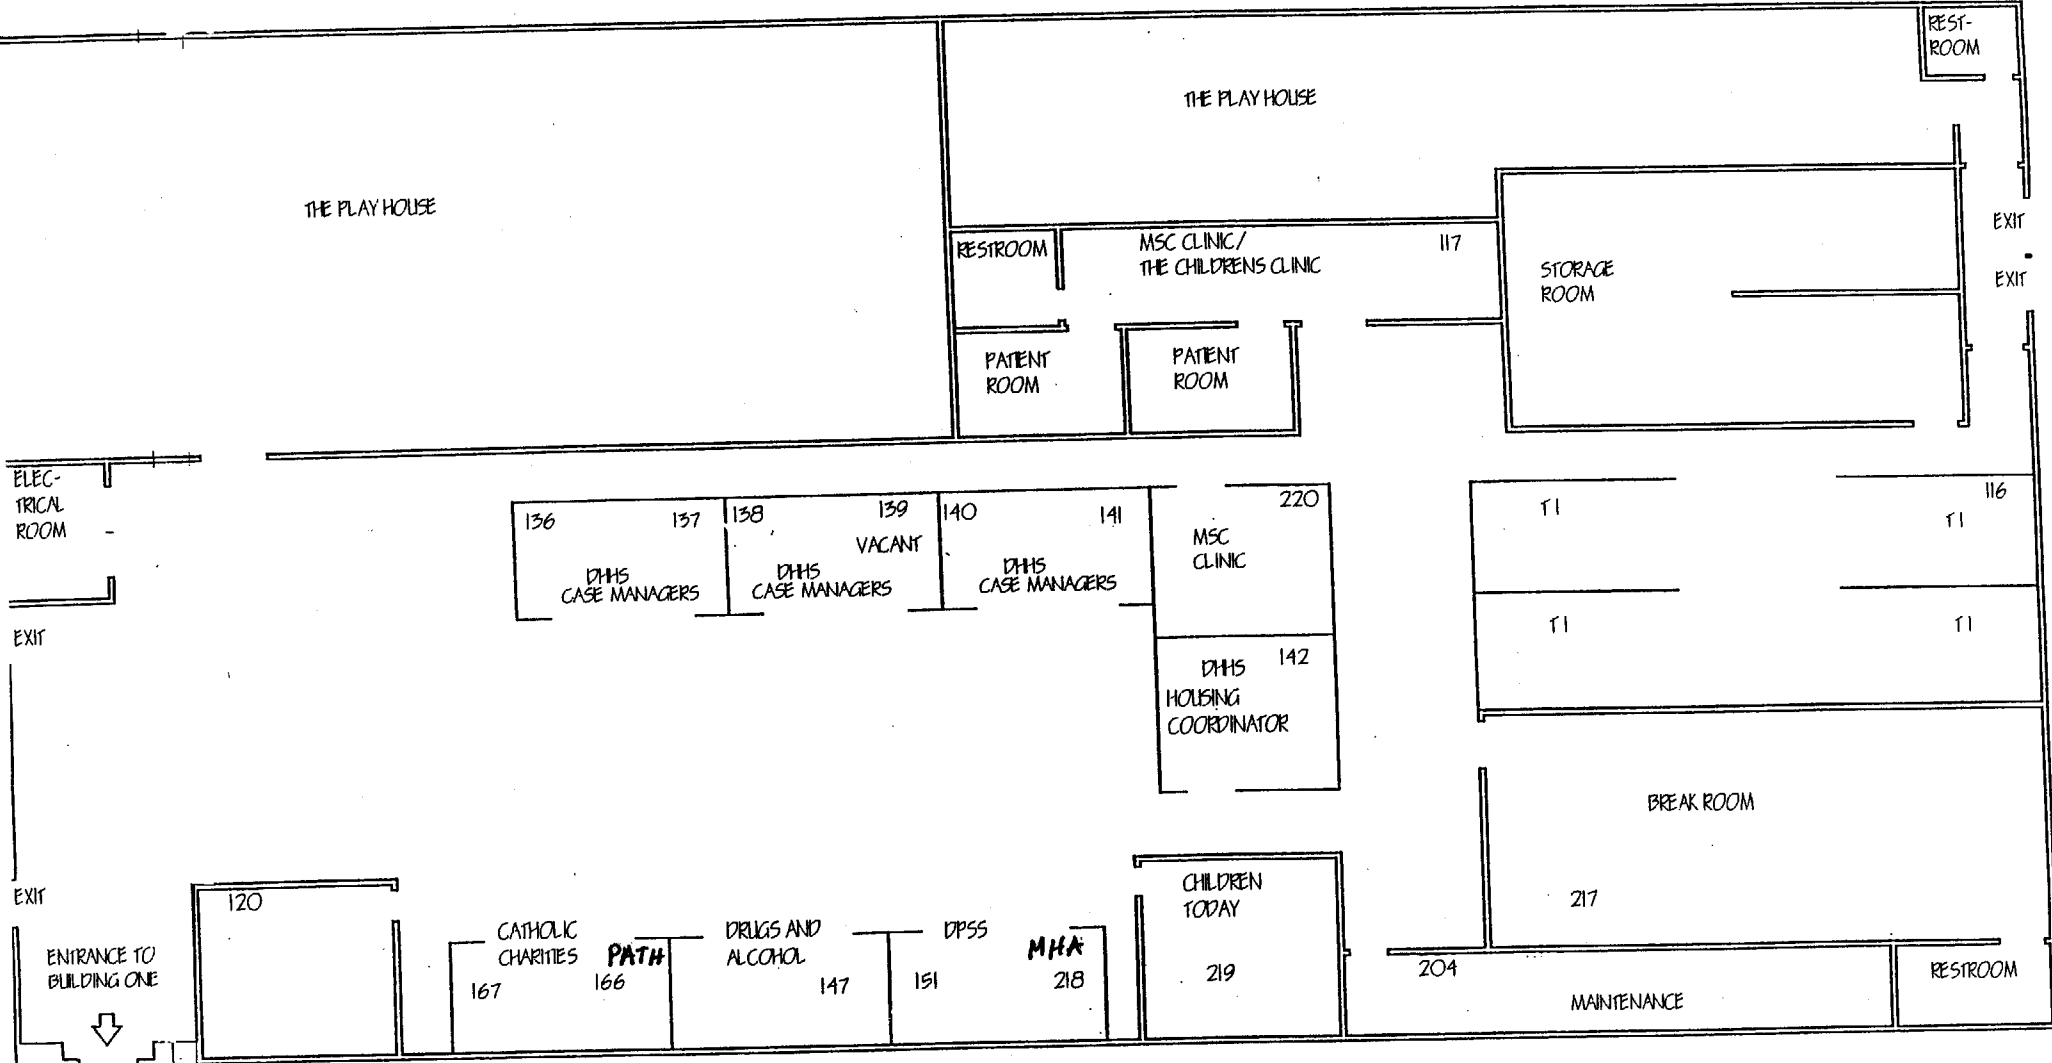 REST-
ROOM
THE PLAY HOUSE
THE PLAY HOUSE
EXIT
EXIT
RESTROOM
MSC CLINIC/
THE CHILDRENS CLINIC
117
STORAGE
ROOM
PATIENT
ROOM
PATIENT
ROOM
ELEC-
TRICAL
ROOM
EXIT
136
137
DHHS
CASE MANAGERS
138
139
VACANT
DHHS
CASE MANAGERS
140
141
DHHS
CASE MANAGERS
220
MSC
CLINIC
T1
116
T1
T1
T1
DHHS
142
HOUSING
COORDINATOR
BREAK ROOM
217
EXIT
ENTRANCE TO
BUILDING ONE
120
CATHOLIC
CHARITIES
PATH
167
166
DRUGS AND
ALCOHOL
147
DPSS
MHA
151
218
CHILDREN
TODAY
219
204
MAINTENANCE
RESTROOM